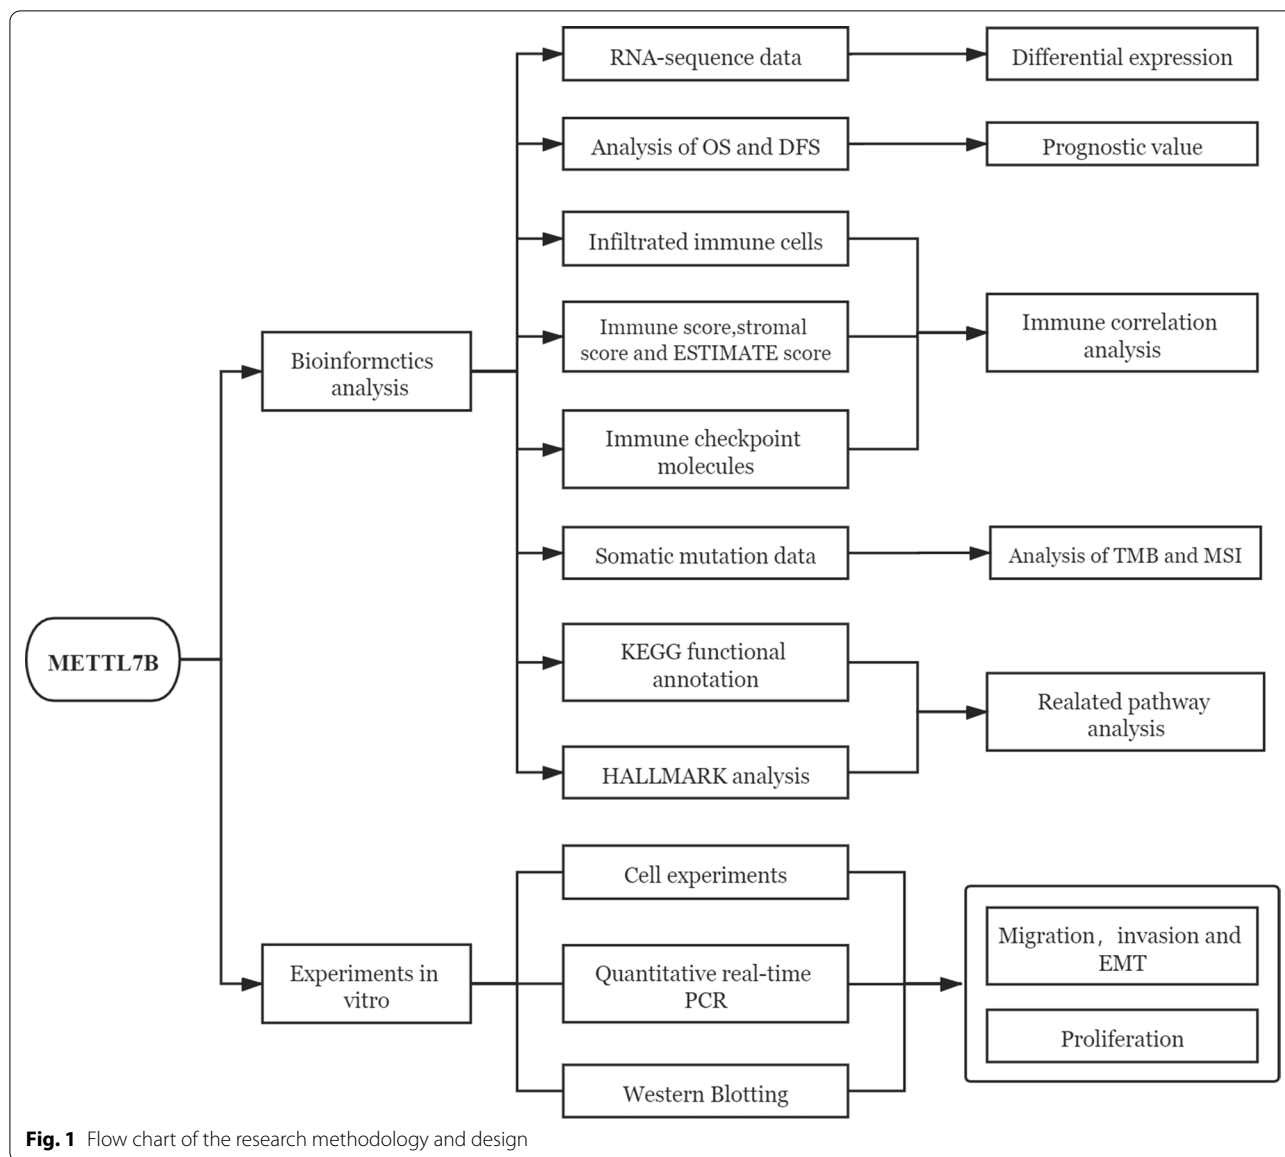 RNA-sequence data
Differential expression
Analysis of OS and DFS
Prognostic value
Infiltrated immune cells
Immune score,stromal
score and ESTIMATE score
Immune correlation
analysis
Bioinformctics
analysis
Immune checkpoint
molecules
Somatic mutation data
Analysis of TMB and MSI
METTL7B
KEGG functional
annotation
Realated pathway
analysis
HALLMARK analysis
Cell experiments
Experiments in
vitro
Quantitative real-time
PCR
Migration，invasion and
EMT
Proliferation
Western Blotting
Fig. 1 Flow chart of the research methodology and design